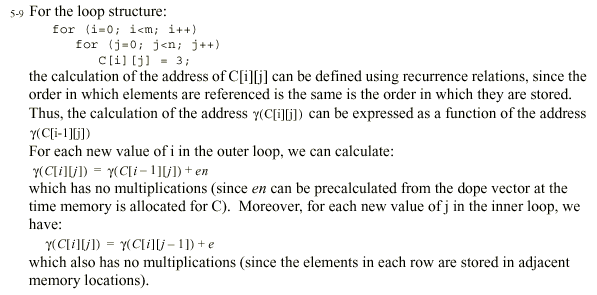 5-9 For the loop structure:
for (i=0; i<m; i++)
for (j=0; j<n; j++)
C[i][j] = 3;
the calculation of the address of C[i][j] can be defined using recurrence relations, since the
order in which elements are referenced is the same is the order in which they are stored.
Thus, the calculation of the address γ(C[i][j]) can be expressed as a function of the address
γ(C[i-1][j])
For each new value of i in the outer loop, we can calculate:
γ(C[i][j]) = γ(C[i – 1][j]) + en
which has no multiplications (since en can be precalculated from the dope vector at the
time memory is allocated for C).  Moreover, for each new value of j in the inner loop, we
have:
γ(C[i][j]) = γ(C[i][j – 1]) + e
which also has no multiplications (since the elements in each row are stored in adjacent
memory locations).